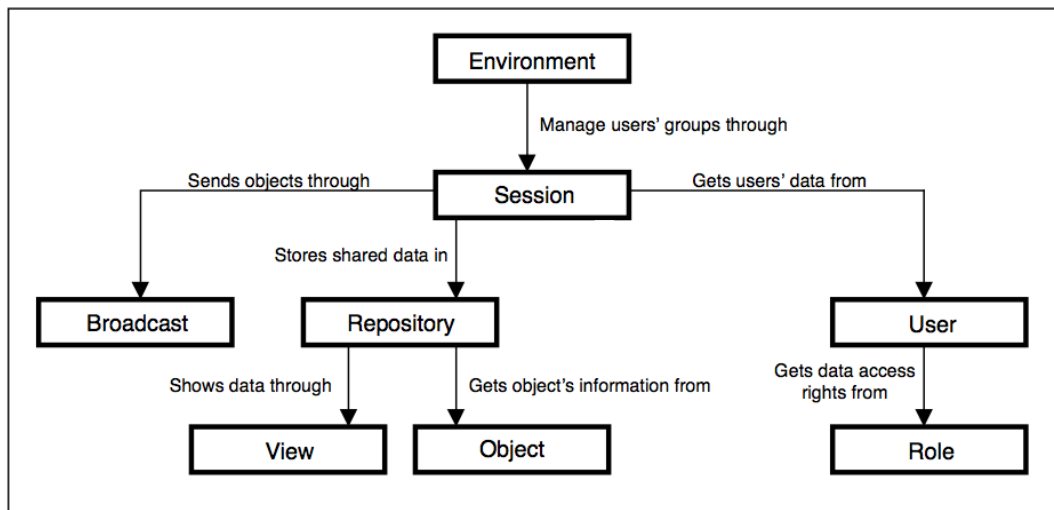 Environment
Manage users’ groups through
Sends objects through
Session
Gets users’ data from
Stores shared data in
Broadcast
Repository
User
Shows data through
Gets object’s information from
Gets data access
rights from
View
Object
Role